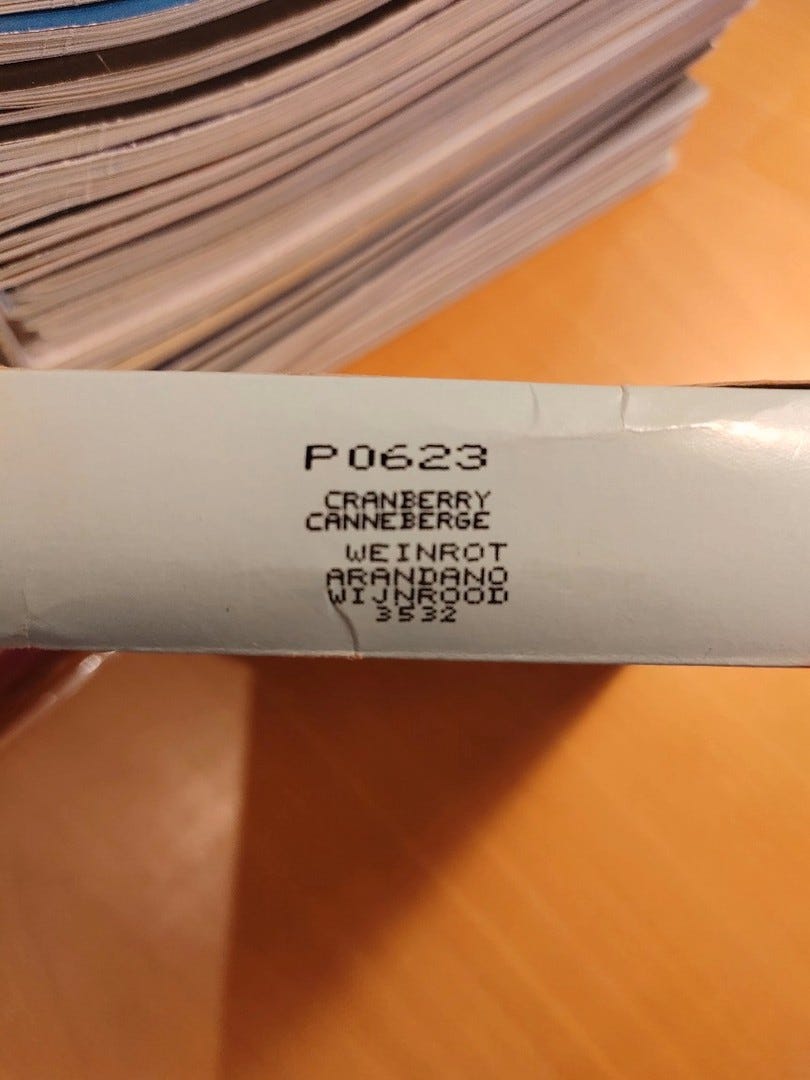 P0623
CRANBERRY
CANNEBERGE
WEINROT
ARANDANO
WIJNROOD
3532